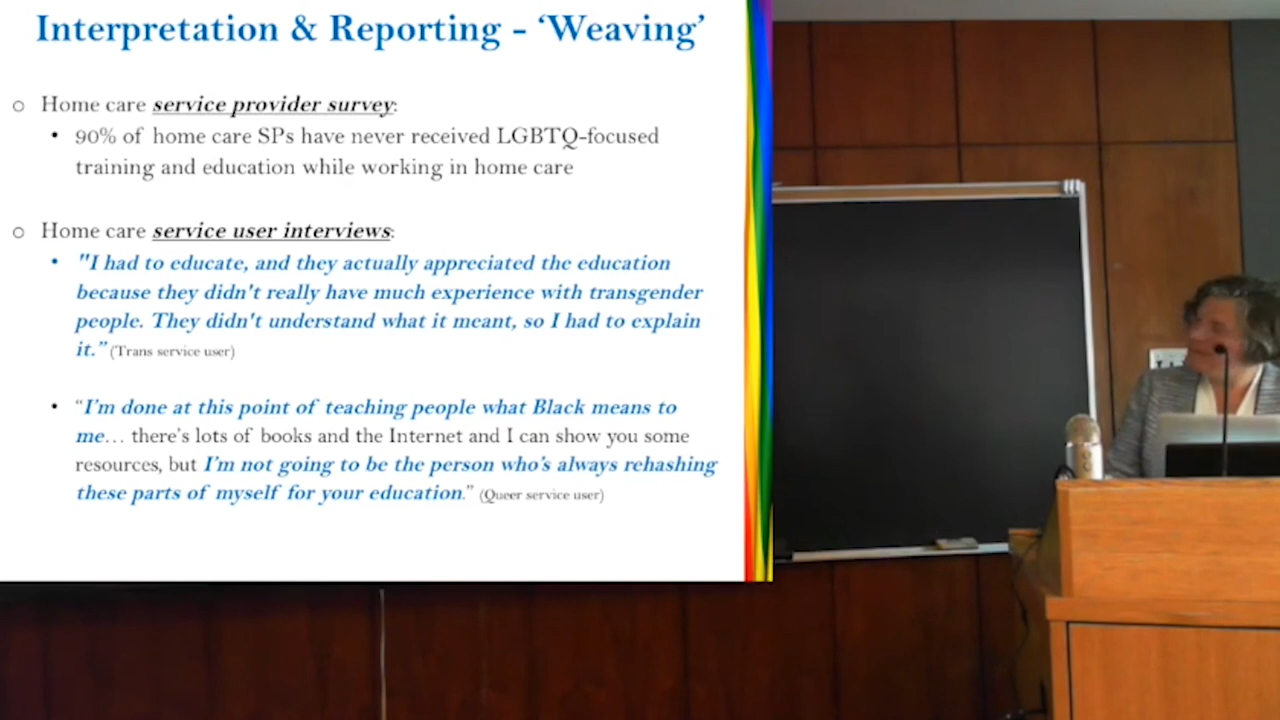 Interpretation & Reporting - ‘Weaving’
Home care service provider survey:
90% of home care SPs have never received LGBTQ-focused
training and education while working in home care
Home care service user interviews:
"I had to educate, and they actually appreciated the education
because they didn't really have much experience with transgender
people. They didn't understand what it meant, so I had to explain
it.” (Trans service user)
“I’m done at this point of teaching people what Black means to
me… there’s lots of books and the Internet and I can show you some
resources, but I’m not going to be the person who’s always rehashing
these parts of myself for your education.” (Queer service user)